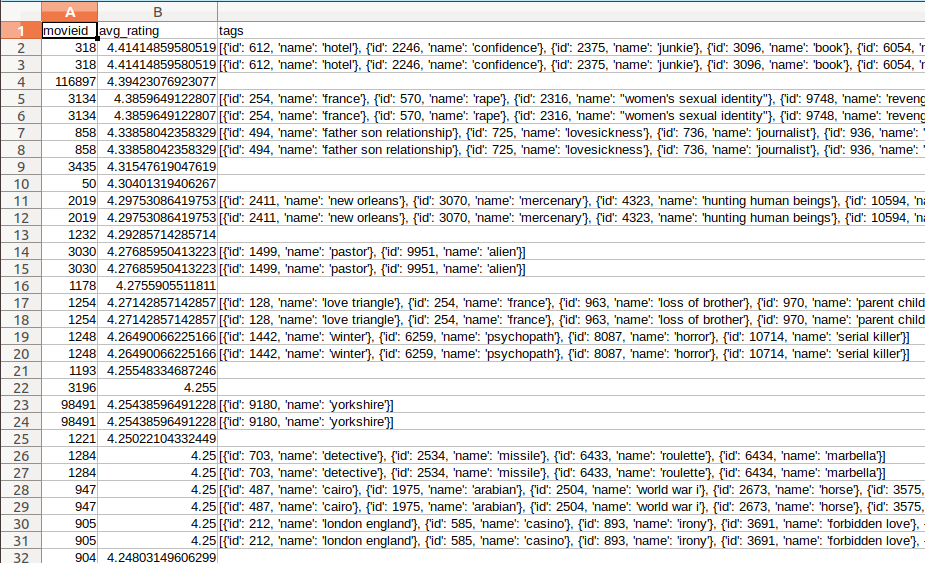 A B
1 movieid avg_rating tags
2 318 4.41414859580519 [{'id': 612, 'name': 'hotel'}, {'id': 2246, 'name': 'confidence'}, {'id': 2375, 'name': 'junkie'}, {'id': 3096, 'name': 'book'}, {'id': 6054, '
3 318 4.41414859580519 [{'id': 612, 'name': 'hotel'}, {'id': 2246, 'name': 'confidence'}, {'id': 2375, 'name': 'junkie'}, {'id': 3096, 'name': 'book'}, {'id': 6054, '
4 116897 4.39423076923077
5 3134 4.3859649122807 [{'id': 254, 'name': 'france'}, {'id': 570, 'name': 'rape'}, {'id': 2316, 'name': "women's sexual identity"}, {'id': 9748, 'name': 'reveng
6 3134 4.3859649122807 [{'id': 254, 'name': 'france'}, {'id': 570, 'name': 'rape'}, {'id': 2316, 'name': "women's sexual identity"}, {'id': 9748, 'name': 'reveng
7 858 4.33858042358329 [{'id': 494, 'name': 'father son relationship'}, {'id': 725, 'name': 'lovesickness'}, {'id': 736, 'name': 'journalist'}, {'id': 936, 'name': '
8 858 4.33858042358329 [{'id': 494, 'name': 'father son relationship'}, {'id': 725, 'name': 'lovesickness'}, {'id': 736, 'name': 'journalist'}, {'id': 936, 'name': '
9 3435 4.31547619047619
10 50 4.30401319406267
11 2019 4.29753086419753 [{'id': 2411, 'name': 'new orleans'}, {'id': 3070, 'name': 'mercenary'}, {'id': 4323, 'name': 'hunting human beings'}, {'id': 10594, 'na
12 2019 4.29753086419753 [{'id': 2411, 'name': 'new orleans'}, {'id': 3070, 'name': 'mercenary'}, {'id': 4323, 'name': 'hunting human beings'}, {'id': 10594, 'na
13 1232 4.29285714285714
14 3030 4.27685950413223 [{'id': 1499, 'name': 'pastor'}, {'id': 9951, 'name': 'alien'}]
15 3030 4.27685950413223 [{'id': 1499, 'name': 'pastor'}, {'id': 9951, 'name': 'alien'}]
16 1178 4.2755905511811
17 1254 4.27142857142857 [{'id': 128, 'name': 'love triangle'}, {'id': 254, 'name': 'france'}, {'id': 963, 'name': 'loss of brother'}, {'id': 970, 'name': 'parent child
18 1254 4.27142857142857 [{'id': 128, 'name': 'love triangle'}, {'id': 254, 'name': 'france'}, {'id': 963, 'name': 'loss of brother'}, {'id': 970, 'name': 'parent child
19 1248 4.26490066225166 [{'id': 1442, 'name': 'winter'}, {'id': 6259, 'name': 'psychopath'}, {'id': 8087, 'name': 'horror'}, {'id': 10714, 'name': 'serial killer'}]
20 1248 4.26490066225166 [{'id': 1442, 'name': 'winter'}, {'id': 6259, 'name': 'psychopath'}, {'id': 8087, 'name': 'horror'}, {'id': 10714, 'name': 'serial killer'}]
21 1193 4.25548334687246
22 3196 4.255
23 98491 4.25438596491228 [{'id': 9180, 'name': 'yorkshire'}]
24 98491 4.25438596491228 [{'id': 9180, 'name': 'yorkshire'}]
25 1221 4.25022104332449
26 1284 4.25 [{'id': 703, 'name': 'detective'}, {'id': 2534, 'name': 'missile'}, {'id': 6433, 'name': 'roulette'}, {'id': 6434, 'name': 'marbella'}]
27 1284 4.25 [{'id': 703, 'name': 'detective'}, {'id': 2534, 'name': 'missile'}, {'id': 6433, 'name': 'roulette'}, {'id': 6434, 'name': 'marbella'}]
28 947 4.25 [{'id': 487, 'name': 'cairo'}, {'id': 1975, 'name': 'arabian'}, {'id': 2504, 'name': 'world war i'}, {'id': 2673, 'name': 'horse'}, {'id': 3575,
29 947 4.25 [{'id': 487, 'name': 'cairo'}, {'id': 1975, 'name': 'arabian'}, {'id': 2504, 'name': 'world war i'}, {'id': 2673, 'name': 'horse'}, {'id': 3575,
30 905 4.25 [{'id': 212, 'name': 'london england'}, {'id': 585, 'name': 'casino'}, {'id': 893, 'name': 'irony'}, {'id': 3691, 'name': 'forbidden love'},
31 905 4.25 [{'id': 212, 'name': 'london england'}, {'id': 585, 'name': 'casino'}, {'id': 893, 'name': 'irony'}, {'id': 3691, 'name': 'forbidden love'},
32 904 4.24803149606299